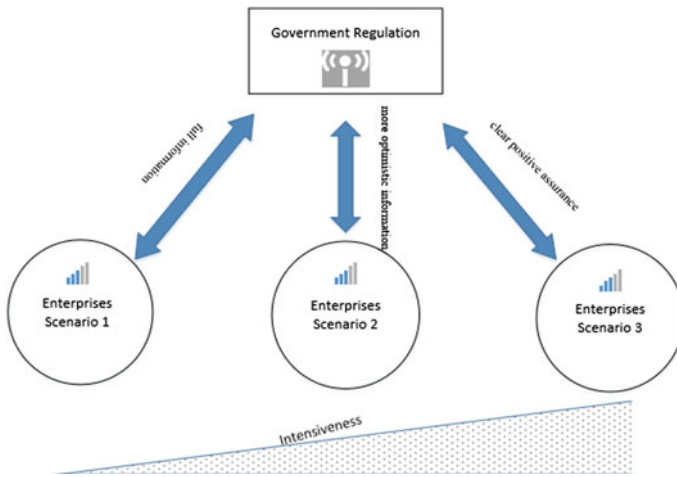 Government Regulation
full information
more optimistic information
clear positive assurance
Enterprises
Scenario 1
Enterprises
Scenario 2
Enterprises
Scenario 3
Intensiveness